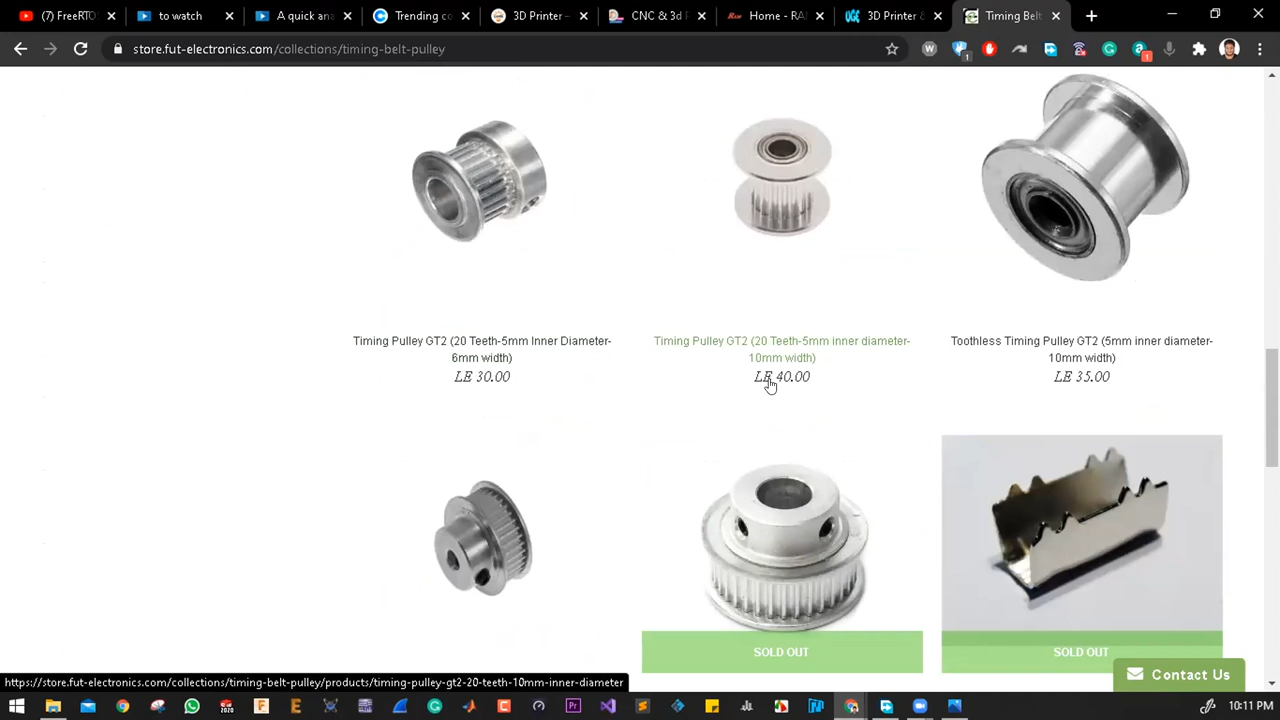 (7) FreeRTO
to watch
A quick ana
Trending co
3D Printer –
CNC & 3d p
Home - RA
3D Printer &
Timing Belt
store.fut-electronics.com/collections/timing-belt-pulley
1
1
Timing Pulley GT2 (20 Teeth-5mm Inner Diameter-
6mm width)
LE 30.00
Timing Pulley GT2 (20 Teeth-5mm inner diameter-
10mm width)
LE 40.00
Toothless Timing Pulley GT2 (5mm inner diameter-
10mm width)
LE 35.00
SOLD OUT
SOLD OUT
Contact Us
https://store.fut-electronics.com/collections/timing-belt-pulley/products/timing-pulley-gt2-20-teeth-10mm-inner-diameter
10:11 PM